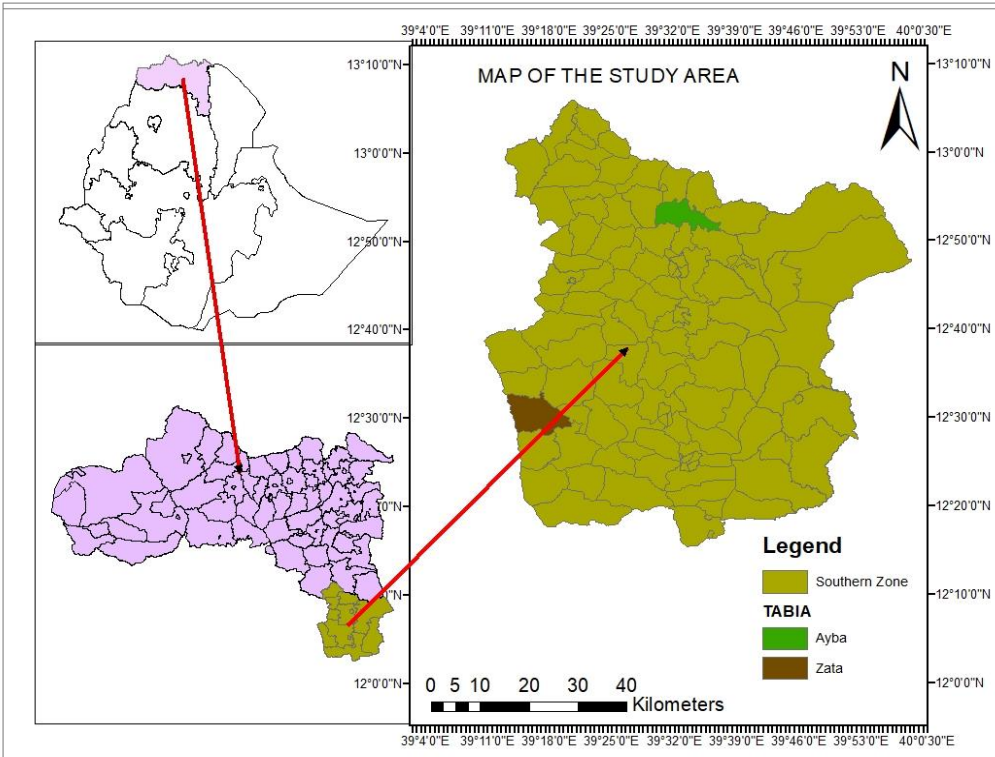 39°4'0"E 39°11'0"E 39°18'0"E 39°25'0"E 39°32'0"E 39°39'0"E 39°46'0"E 39°53'0"E 40°0'30"E
MAP OF THE STUDY AREA
N
13°10'0"N
13°0'0"N
12°50'0"N
12°40'0"N
12°30'0"N
0'0"N
0"N
12°0'0"N
13°10'0"N
13°0'0"N
12°50'0"N
12°40'0"N
12°30'0"N
12°20'0"N
12°10'0"N
12°0'0"N
Legend
Southern Zone
TABIA
Ayba
Zata
0 5 10 20 30 40
Kilometers
39°4'0"E 39°11'0"E 39°18'0"E 39°25'0"E 39°32'0"E 39°39'0"E 39°46'0"E 39°53'0"E 40°0'30"E